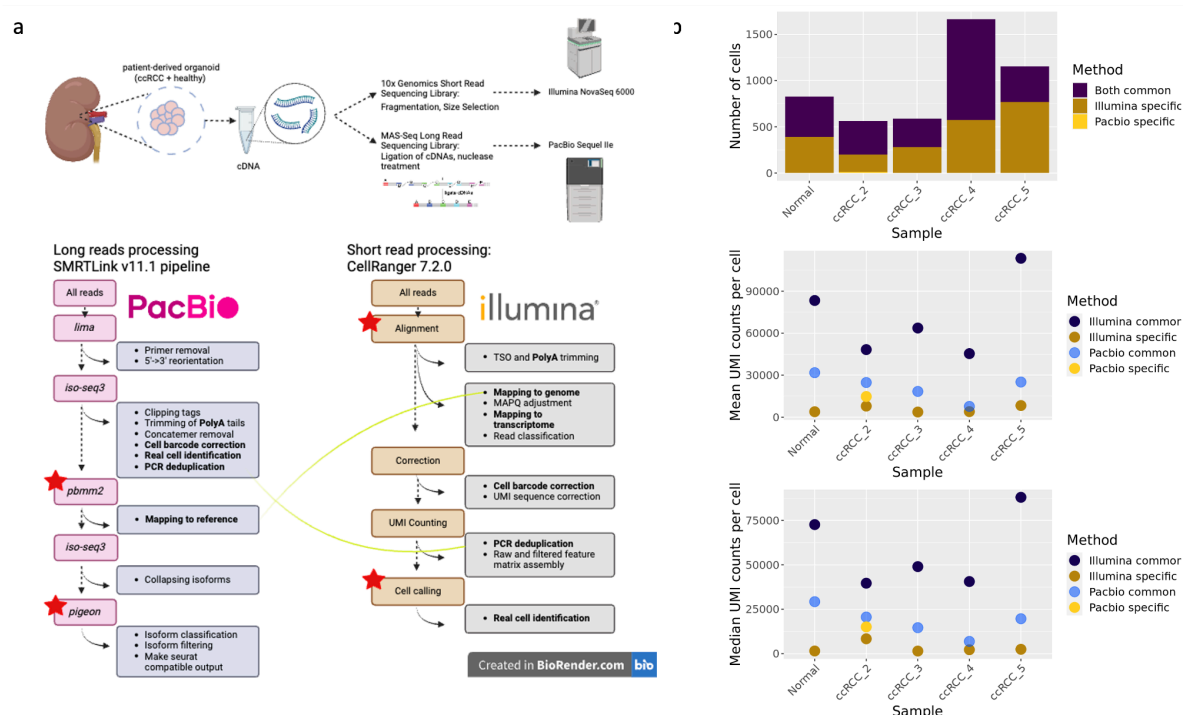 a
patient-derived organoid
(ccRCC + healthy)
cDNA
10x Genomics Short Read
Sequencing Library:
Fragmentation, Size Selection
Illumina NovaSeq 6000
MAS-Seq Long Read
Sequencing Library:
Ligation of cDNAs, nuclease
treatment
PacBio Sequel IIe
ligate cDNAs
Long reads processing
SMRTLink v11.1 pipeline
PacBio
All reads
lima
• Primer removal
• 5'->3' reorientation
iso-seq3
• Clipping tags
• Trimming of PolyA tails
• Concatemer removal
• Cell barcode correction
• Real cell identification
• PCR deduplication
pbmm2
• Mapping to reference
iso-seq3
• Collapsing isoforms
pigeon
• Isoform classification
• Isoform filtering
• Make seurat
compatible output
Short read processing:
CellRanger 7.2.0
illumina®
All reads
Alignment
• TSO and PolyA trimming
• Mapping to genome
• MAPQ adjustment
• Mapping to
transcriptome
• Read classification
Correction
• Cell barcode correction
• UMI sequence correction
UMI Counting
• PCR deduplication
• Raw and filtered feature
matrix assembly
Cell calling
• Real cell identification
Created in BioRender.com bio
b
Number of cells
1500
1000
500
0
Normal
ccRCC_2
ccRCC_3
ccRCC_4
ccRCC_5
Sample
Method
Both common
Illumina specific
Pacbio specific
Mean UMI counts per cell
90000
60000
30000
0
Normal
ccRCC_2
ccRCC_3
ccRCC_4
ccRCC_5
Sample
Method
Illumina common
Illumina specific
Pacbio common
Pacbio specific
Median UMI counts per cell
75000
50000
25000
0
Normal
ccRCC_2
ccRCC_3
ccRCC_4
ccRCC_5
Sample
Method
Illumina common
Illumina specific
Pacbio common
Pacbio specific